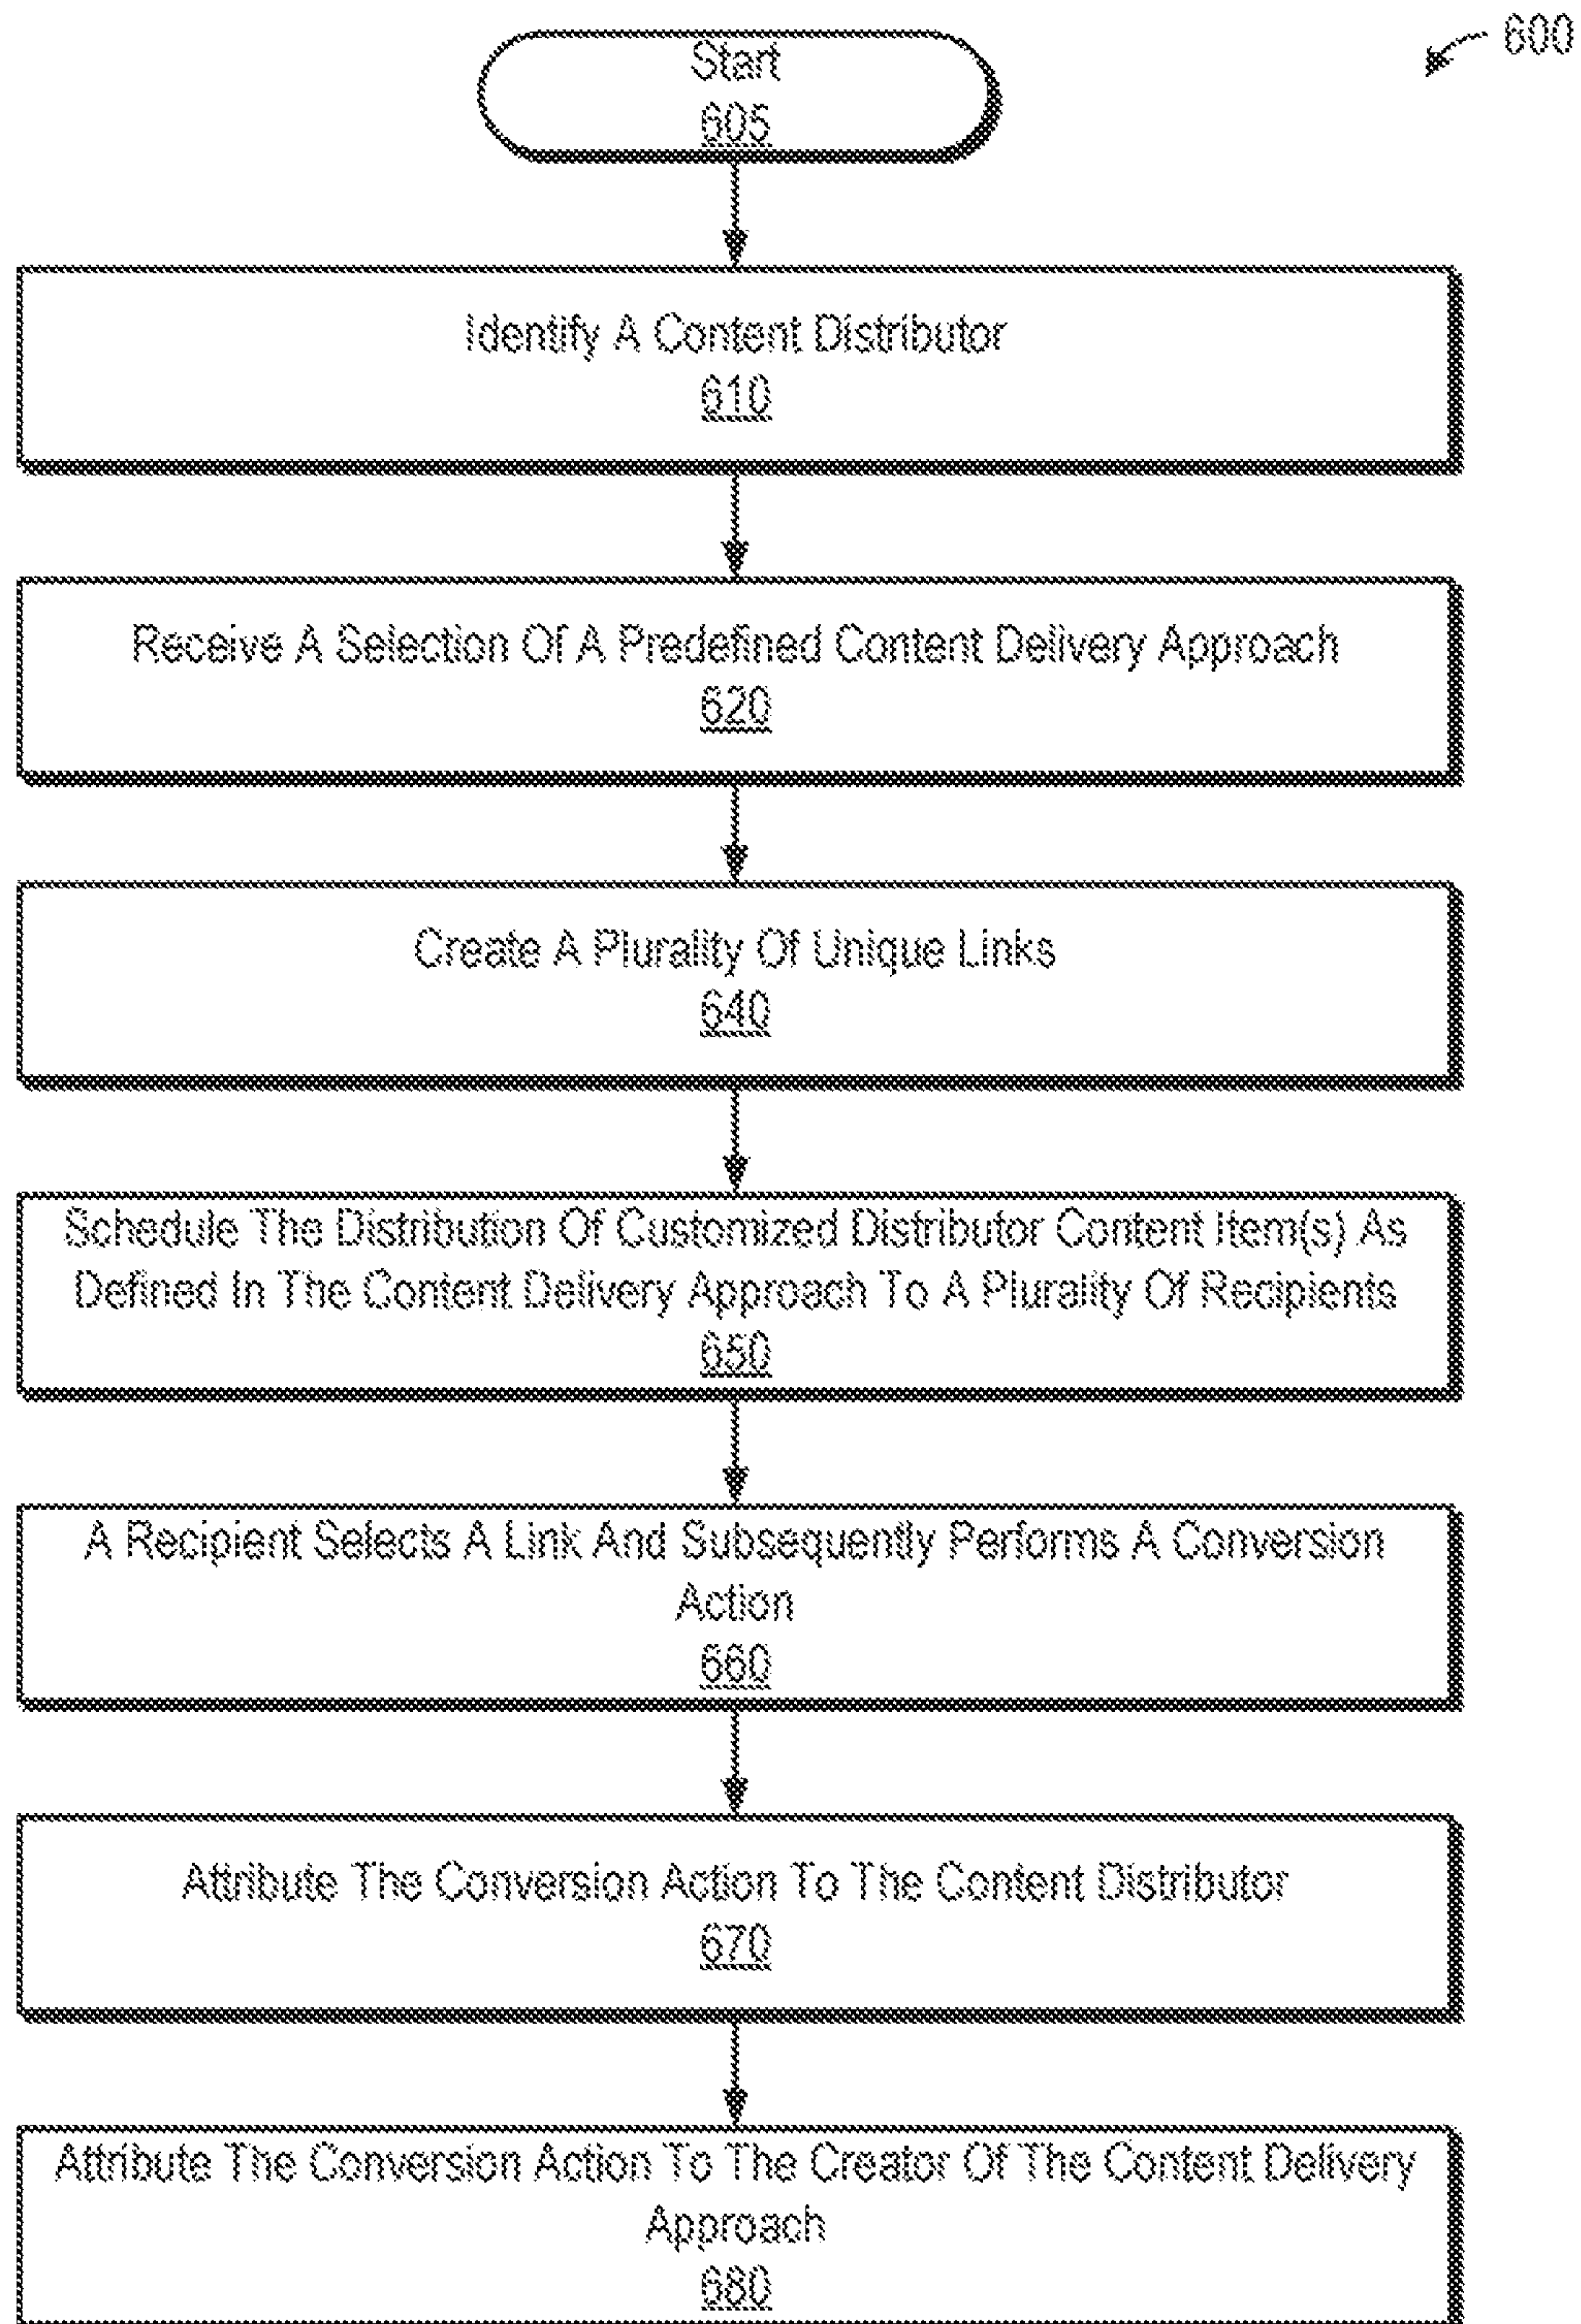 600
Start
605
Identify A Content Distributor
610
Receive A Selection Of A Predefined Content Delivery Approach
620
Create A Plurality Of Unique Links
640
Schedule The Distribution Of Customized Distributor Content Item(s) As
Defined In The Content Delivery Approach To A Plurality Of Recipients
650
A Recipient Selects A Link And Subsequently Performs A Conversion
Action
660
Attribute The Conversion Action To The Content Distributor
670
Attribute The Conversion Action To The Creator Of The Content Delivery
Approach
680